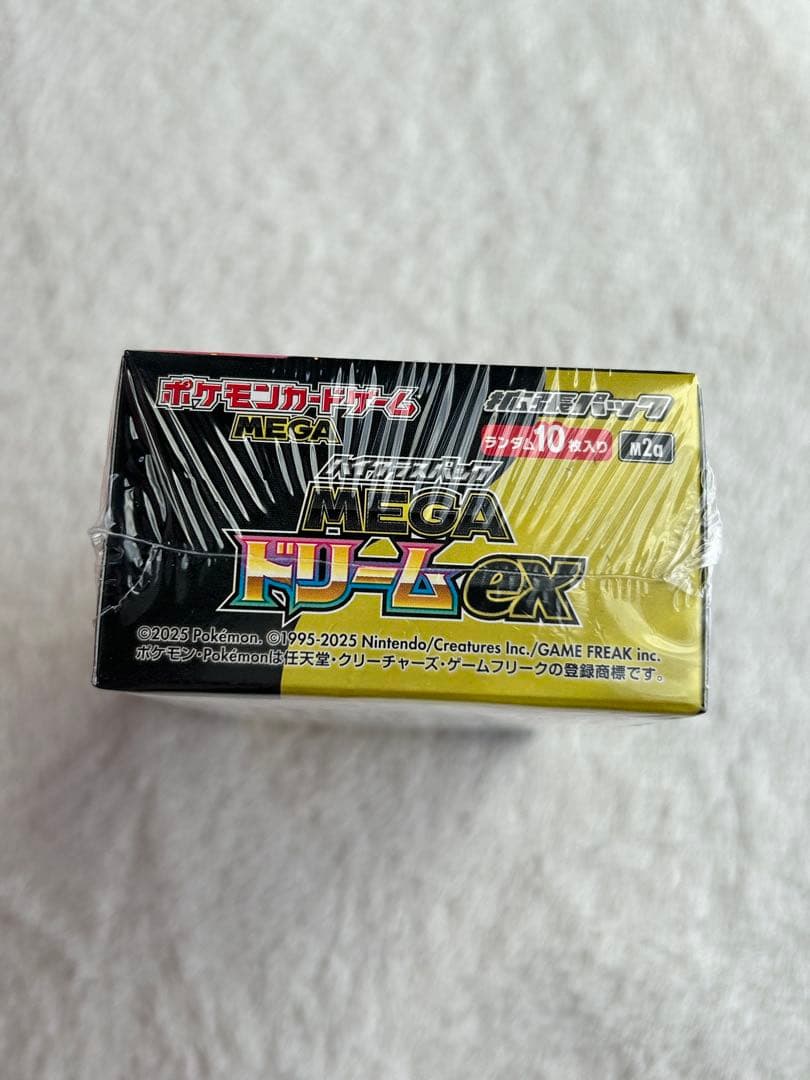 ポケモンカードゲーム
MEGA
拡張パック
ランダム10枚入り
M2a
ハイクラスパック
MEGA
ドリームex
©2025 Pokémon. ©1995-2025 Nintendo/Creatures Inc./GAME FREAK inc.
ポケモン・Pokémonは任天堂・クリーチャーズ・ゲームフリークの登録商標です。